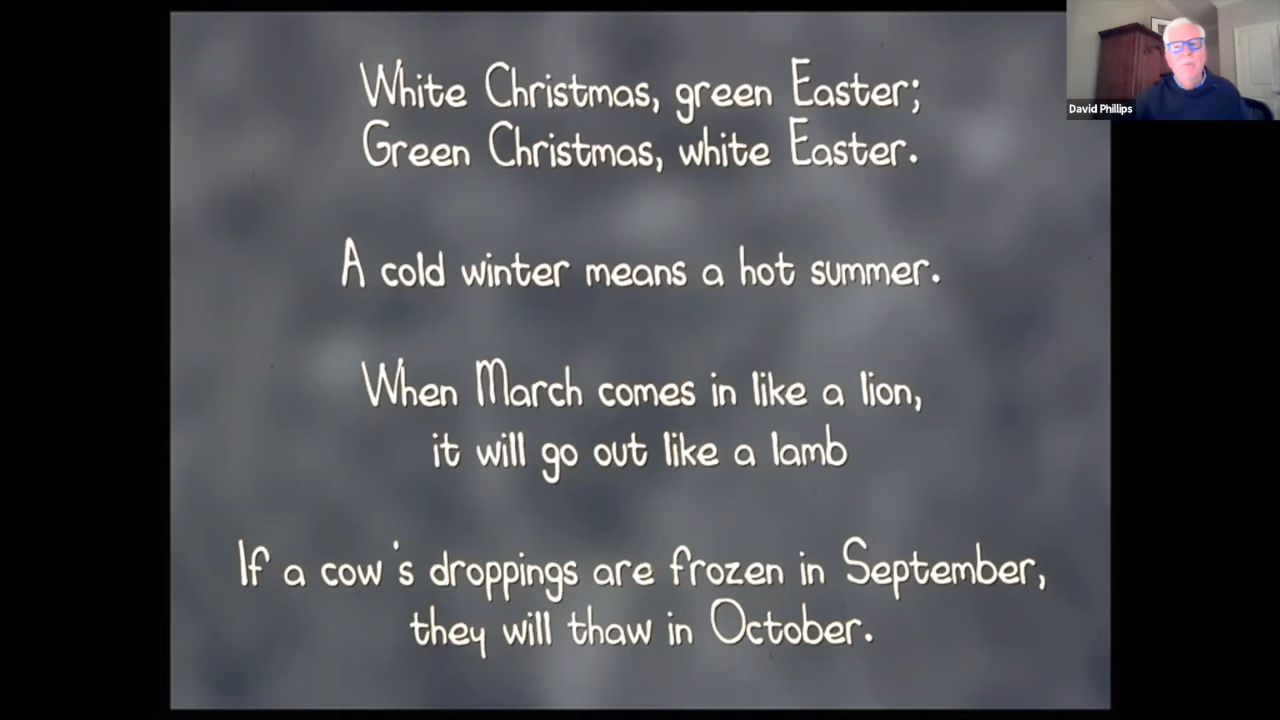 White Christmas, green Easter;
Green Christmas, white Easter.
A cold winter means a hot summer.
When March comes in like a lion,
it will go out like a lamb
If a cow's droppings are frozen in September,
they will thaw in October.
David Phillips